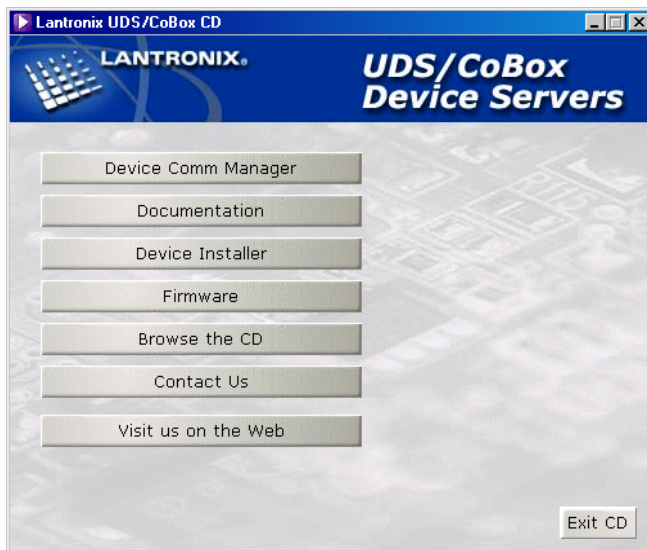 Lantronix UDS/CoBox CD
LANTRONIX®
UDS/CoBox
Device Servers
Device Comm Manager
Documentation
Device Installer
Firmware
Browse the CD
Contact Us
Visit us on the Web
Exit CD